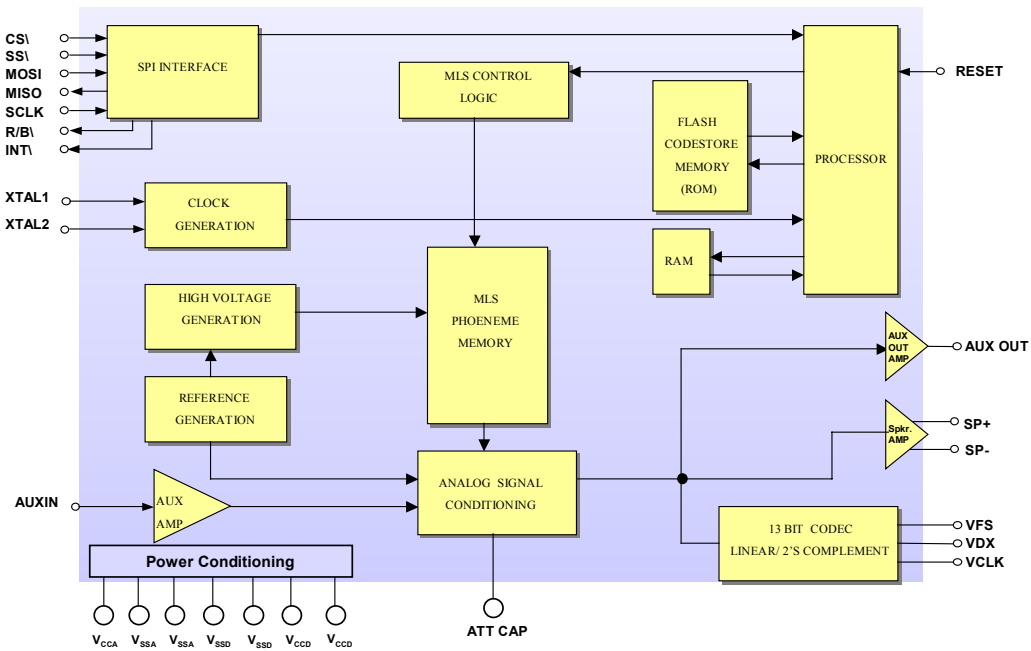 CS\
SS\
MOSI
MISO
SCLK
R/B\
INT\
SPI INTERFACE
MLS CONTROL
LOGIC
FLASH
CODESTORE
MEMORY
(ROM)
PROCESSOR
RESET
XTAL1
XTAL2
CLOCK
GENERATION
RAM
HIGH VOLTAGE
GENERATION
MLS
PHOENEME
MEMORY
AUX
OUT
AMP
AUX OUT
REFERENCE
GENERATION
Spkr.
AMP
SP+
SP-
AUXIN
AUX
AMP
ANALOG SIGNAL
CONDITIONING
13 BIT CODEC
LINEAR/ 2'S COMPLEMENT
VFS
VDX
VCLK
Power Conditioning
ATT CAP
VCCA VSSA VSSA VSSD VSSD VCCD VCCD